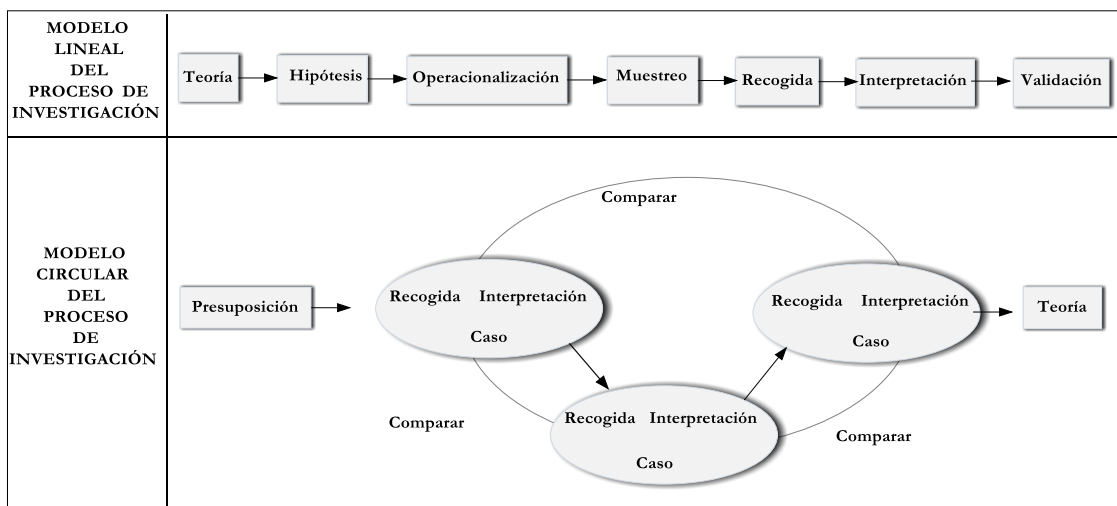 MODELO
LINEAL
DEL
PROCESO DE
INVESTIGACIÓN
Teoría
Hipótesis
Operacionalización
Muestreo
Recogida
Interpretación
Validación
MODELO
CIRCULAR
DEL
PROCESO
DE
INVESTIGACIÓN
Presuposición
Comparar
Recogida Interpretación
Caso
Recogida Interpretación
Caso
Teoría
Comparar
Recogida Interpretación
Caso
Comparar